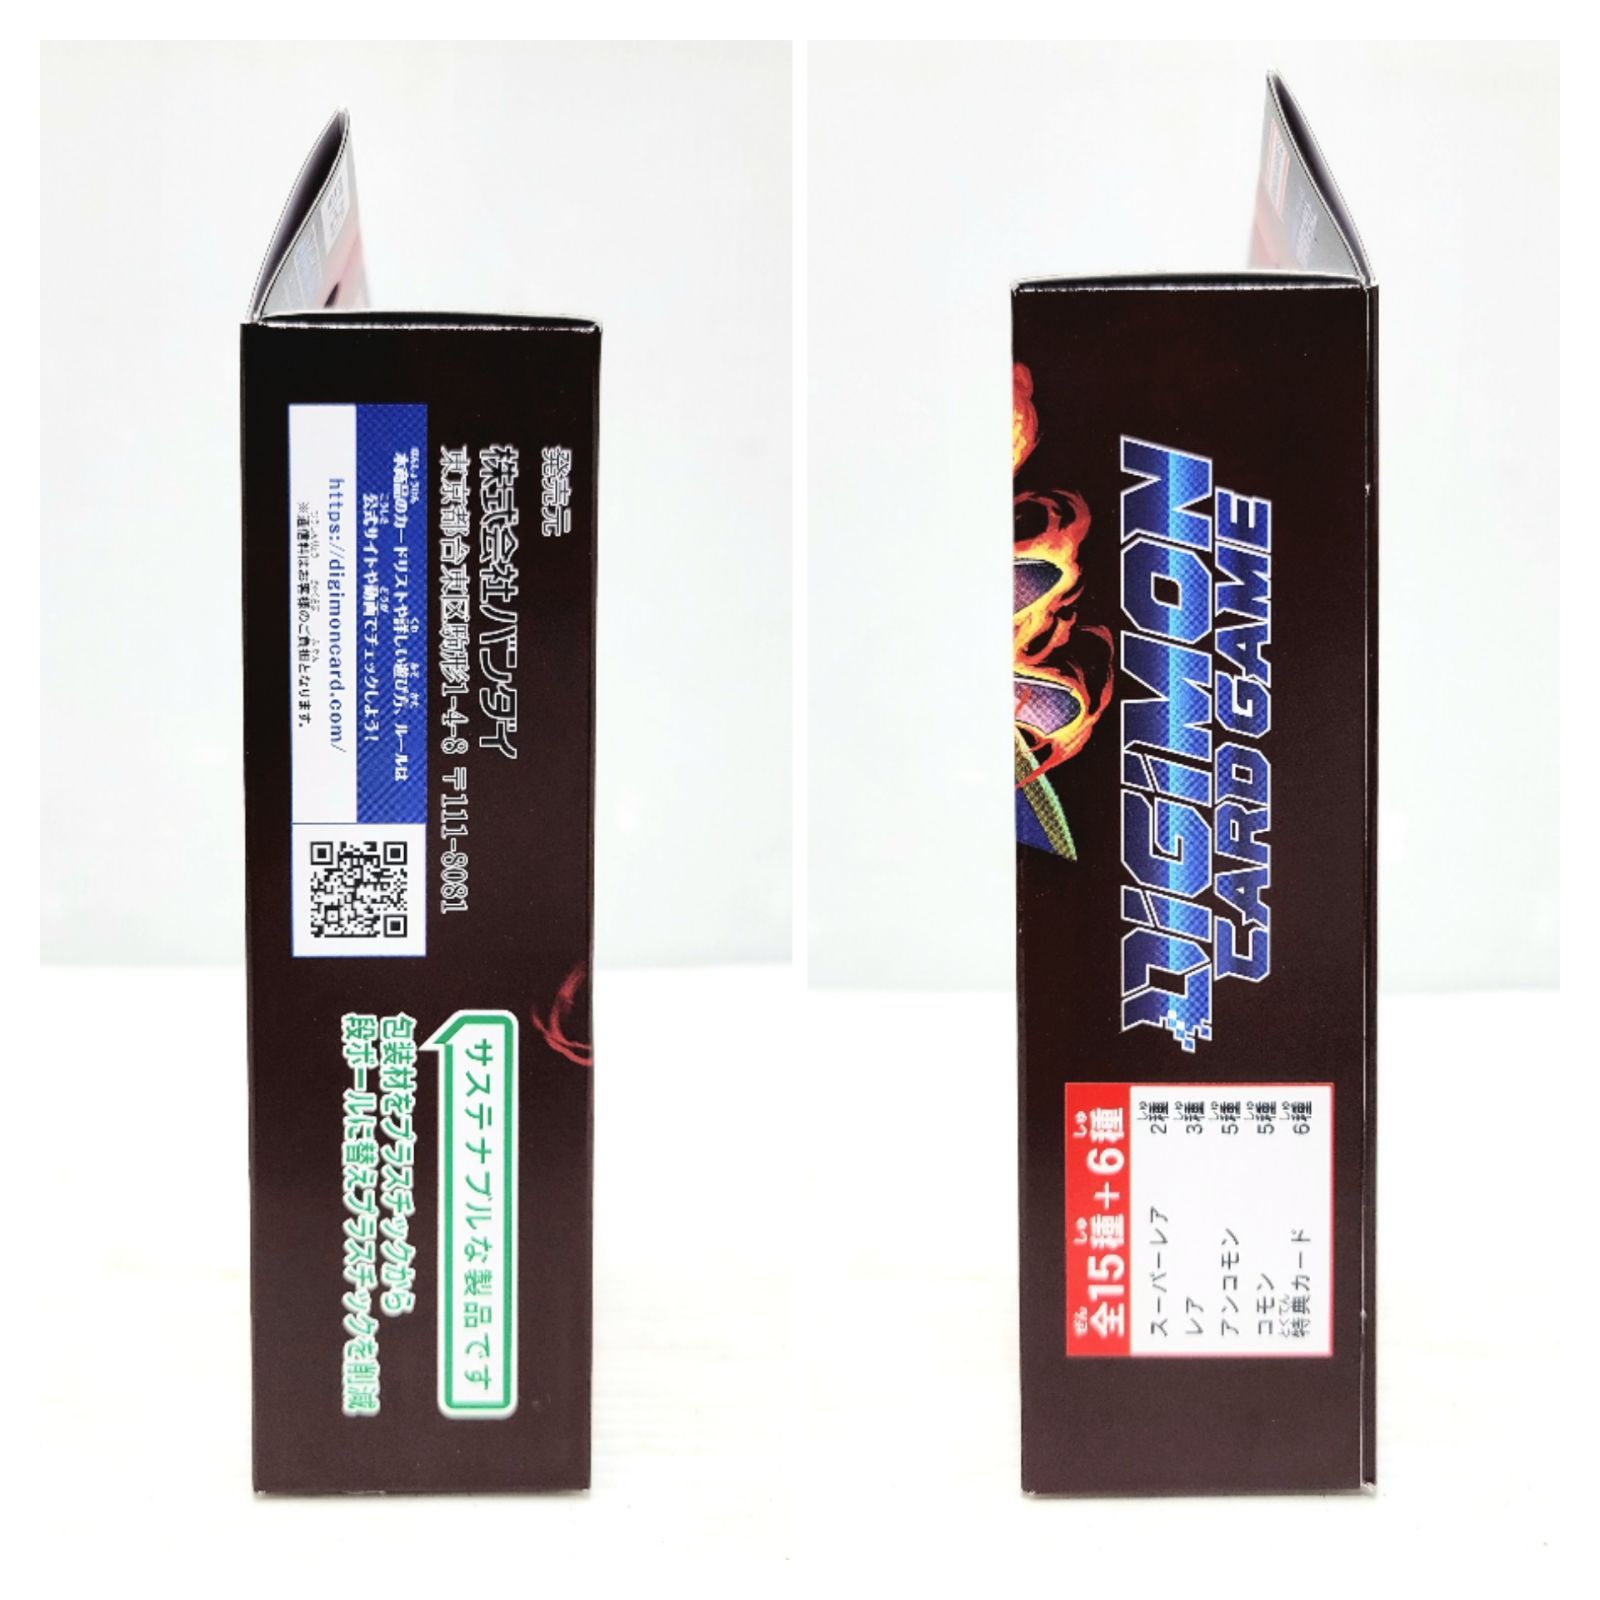 発売元
株式会社バンダイ
東京都台東区駒形1-4-8 〒111-8081
本商品のカードリストや詳しい遊び方、ルールは
公式サイトや動画でチェックしよう!
https://digimoncard.com/
※通信料はお客様のご負担となります。
サステナブルな製品です
包装材をプラスチックから
段ボールに替えプラスチックを削減
DIGIMON
CARD GAME
全15種+6種
スーパーレア 2種
レア 3種
アンコモン 5種
コモン 5種
特典カード 6種